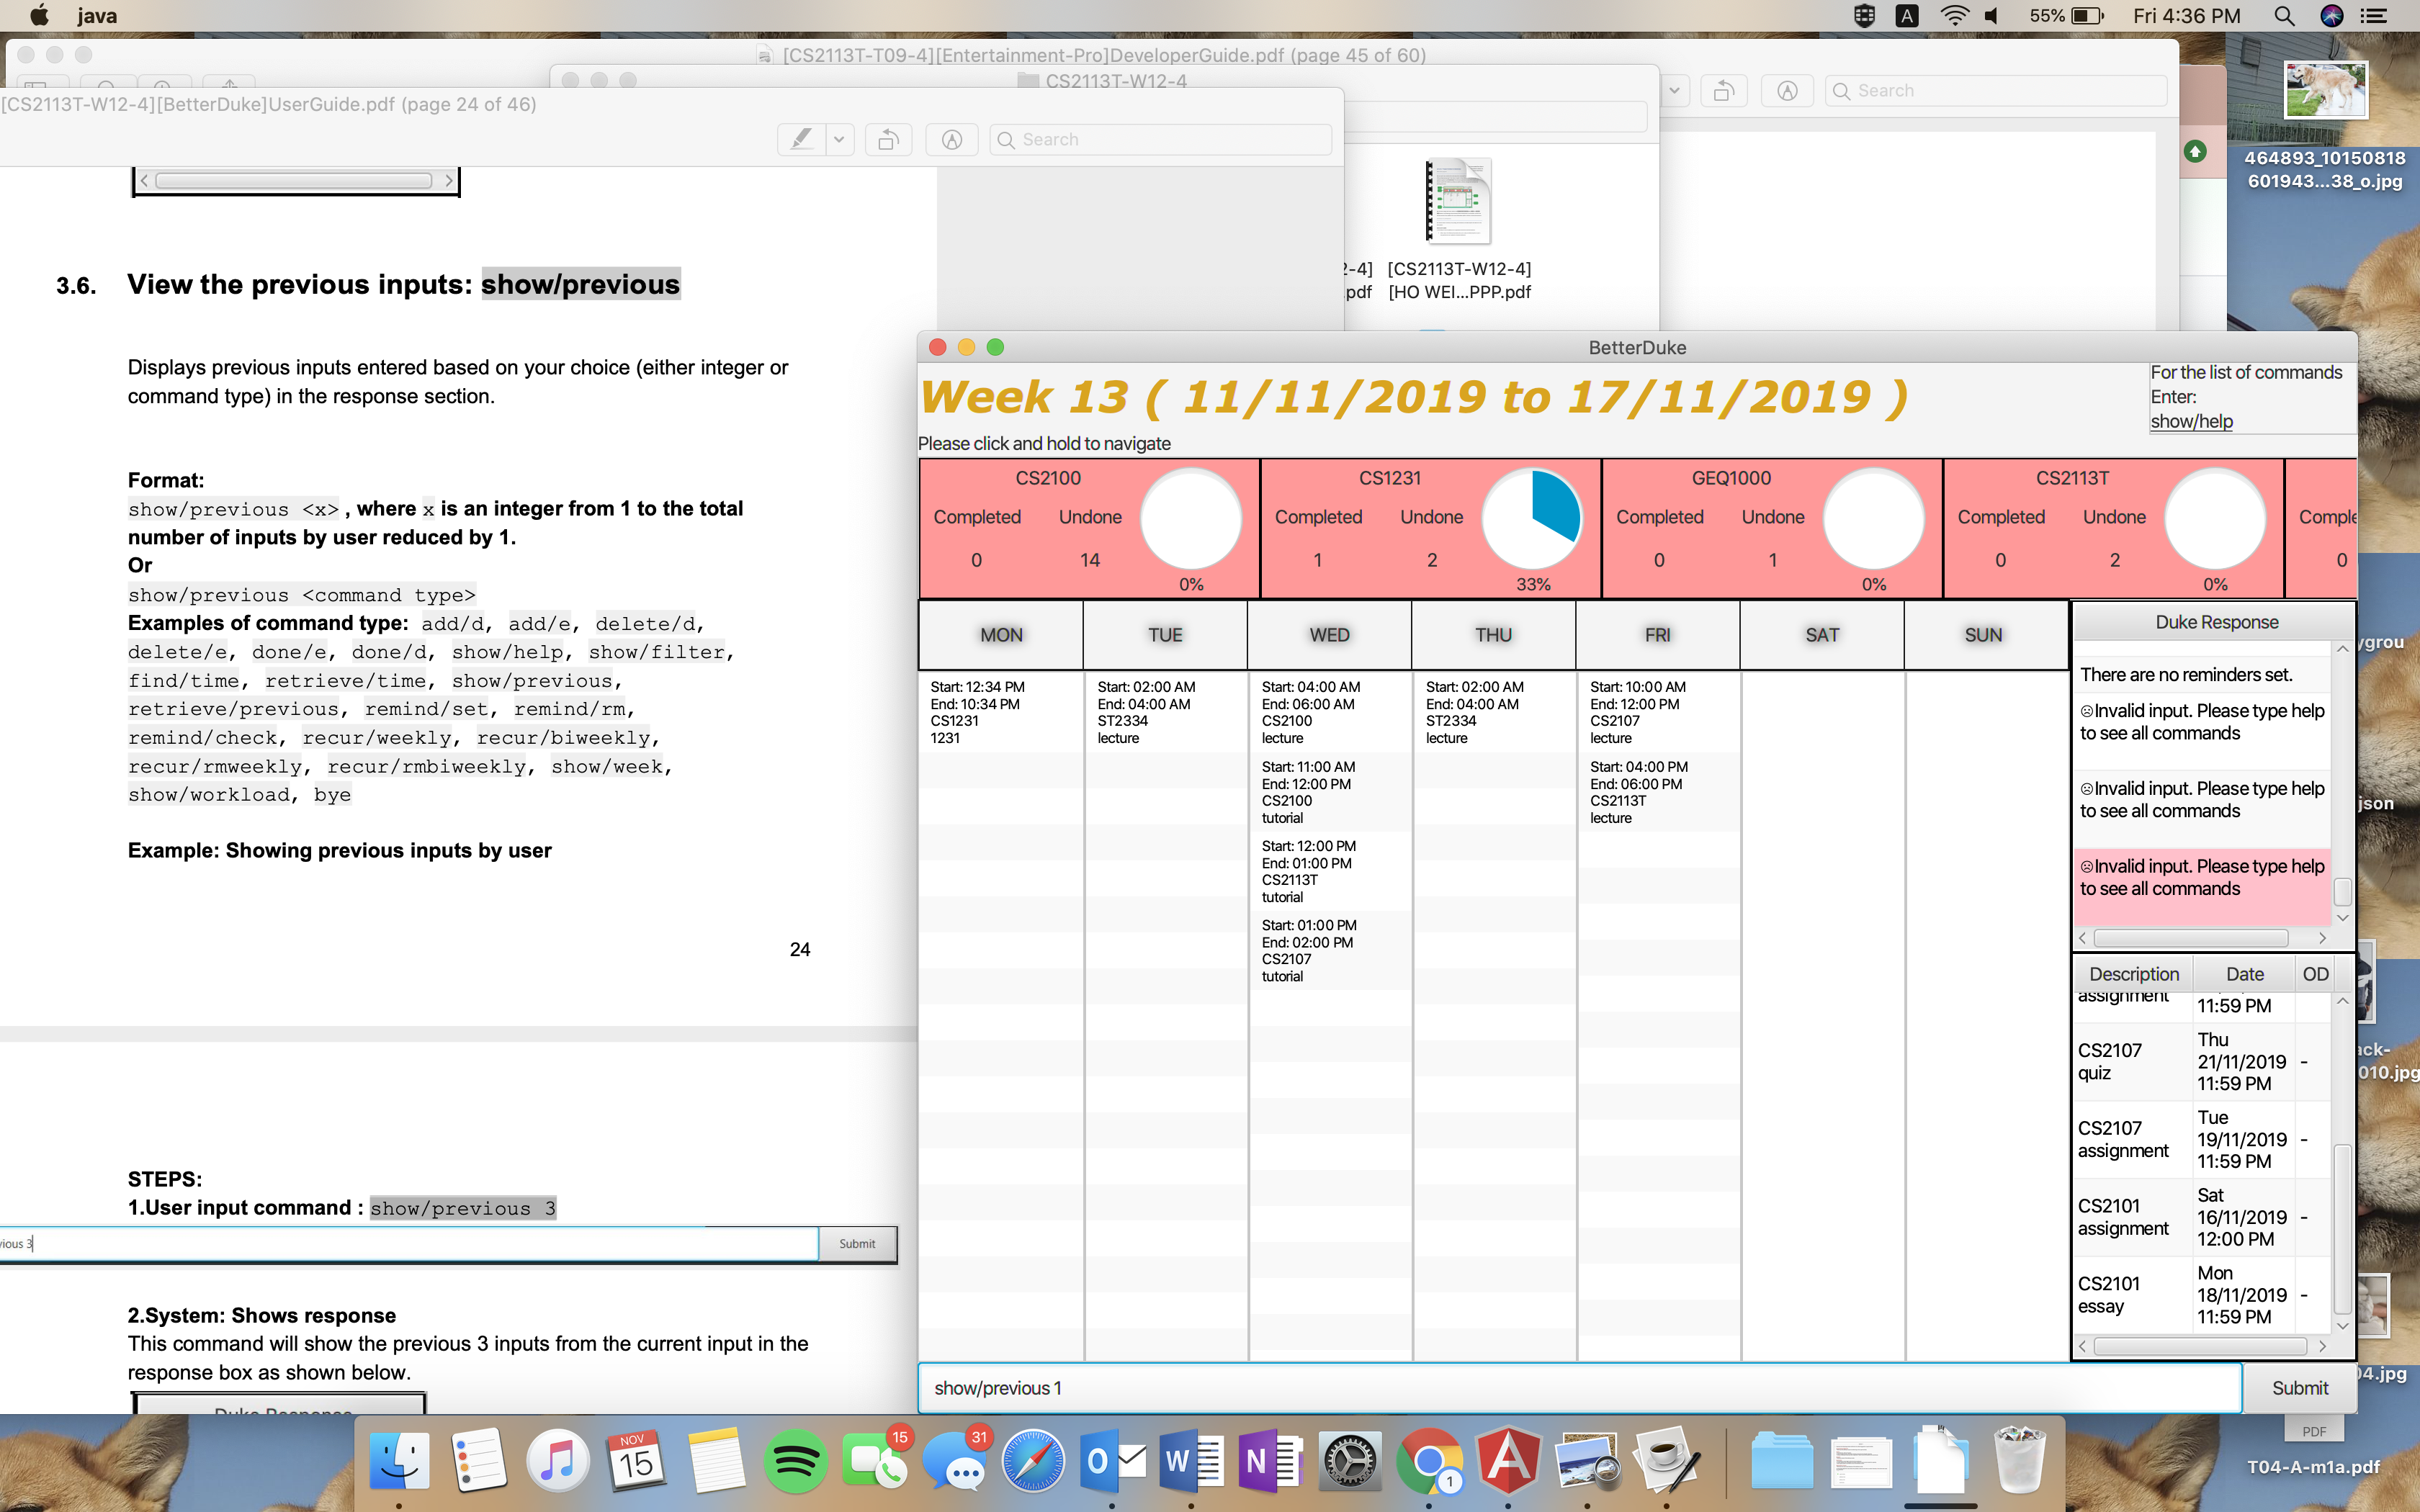 java
55%
Fri 4:36 PM
[CS2113T-T09-4][Entertainment-Pro]DeveloperGuide.pdf (page 45 of 60)
CS2113T-W12-4
Search
[CS2113T-W12-4][BetterDuke]UserGuide.pdf (page 24 of 46)
Search
464893_10150818
601943...38_o.jpg
2-4]
.pdf
[CS2113T-W12-4]
[HO WEI...PPP.pdf
3.6. View the previous inputs: show/previous
Displays previous inputs entered based on your choice (either integer or
command type) in the response section.
Format:
show/previous <x> , where x is an integer from 1 to the total
number of inputs by user reduced by 1.
Or
show/previous <command type>
Examples of command type: add/d, add/e, delete/d,
delete/e, done/e, done/d, show/help, show/filter,
find/time, retrieve/time, show/previous,
retrieve/previous, remind/set, remind/rm,
remind/check, recur/weekly, recur/biweekly,
recur/rmweekly, recur/rmbiweekly, show/week,
show/workload, bye
Example: Showing previous inputs by user
24
STEPS:
1.User input command : show/previous 3
vious 3
Submit
2.System: Shows response
This command will show the previous 3 inputs from the current input in the
response box as shown below.
Duke Response
BetterDuke
Week 13 ( 11/11/2019 to 17/11/2019 )
For the list of commands
Enter:
show/help
Please click and hold to navigate
CS2100
Completed Undone
0 14
0%
CS1231
Completed Undone
1 2
33%
GEQ1000
Completed Undone
0 1
0%
CS2113T
Completed Undone
0 2
0%
Comple
0
MON TUE WED THU FRI SAT SUN
Start: 12:34 PM
End: 10:34 PM
CS1231
1231
Start: 02:00 AM
End: 04:00 AM
ST2334
lecture
Start: 04:00 AM
End: 06:00 AM
CS2100
lecture
Start: 11:00 AM
End: 12:00 PM
CS2100
tutorial
Start: 12:00 PM
End: 01:00 PM
CS2113T
tutorial
Start: 01:00 PM
End: 02:00 PM
CS2107
tutorial
Start: 02:00 AM
End: 04:00 AM
ST2334
lecture
Start: 10:00 AM
End: 12:00 PM
CS2107
lecture
Start: 04:00 PM
End: 06:00 PM
CS2113T
lecture
Duke Response
There are no reminders set.
☹Invalid input. Please type help
to see all commands
☹Invalid input. Please type help
to see all commands
☹Invalid input. Please type help
to see all commands
Description Date OD
assignment
11:59 PM
CS2107
quiz
Thu
21/11/2019
11:59 PM
-
CS2107
assignment
Tue
19/11/2019
11:59 PM
-
CS2101
assignment
Sat
16/11/2019
12:00 PM
-
CS2101
essay
Mon
18/11/2019
11:59 PM
-
show/previous 1
Submit
ygrou
json
ack-
010.jpg
04.jpg
PDF
T04-A-m1a.pdf
NOV
15
15
31
1